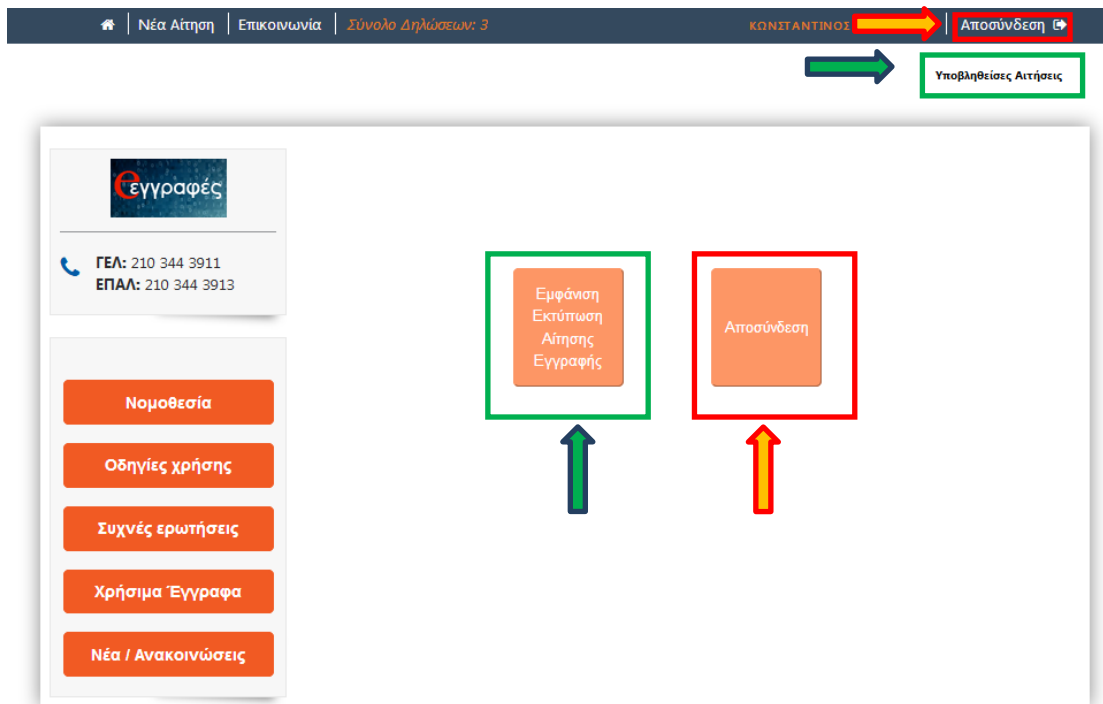 Νέα Αίτηση Επικοινωνία Σύνολο Δηλώσεων: 3 ΚΩΝΣΤΑΝΤΙΝΟΣ Αποσύνδεση
Υποβληθείσες Αιτήσεις
eεγγραφές
ΓΕΛ: 210 344 3911
ΕΠΑΛ: 210 344 3913
Εμφάνιση
Εκτύπωση
Αίτησης
Εγγραφής
Αποσύνδεση
Νομοθεσία
Οδηγίες χρήσης
Συχνές ερωτήσεις
Χρήσιμα Έγγραφα
Νέα / Ανακοινώσεις